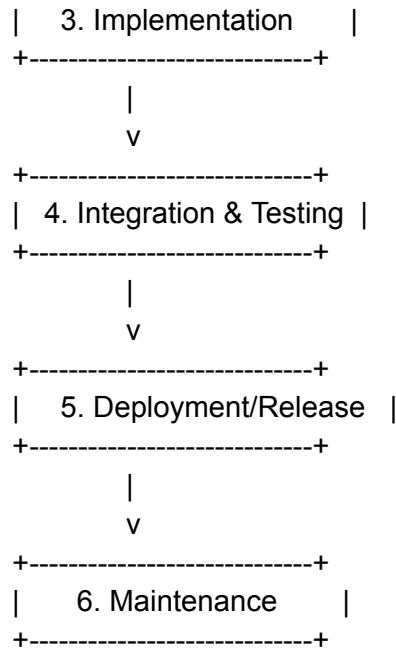 |    3. Implementation      |
+-----------------------------+
|
v
+-----------------------------+
|   4. Integration & Testing  |
+-----------------------------+
|
v
+-----------------------------+
|    5. Deployment/Release   |
+-----------------------------+
|
v
+-----------------------------+
|      6. Maintenance       |
+-----------------------------+